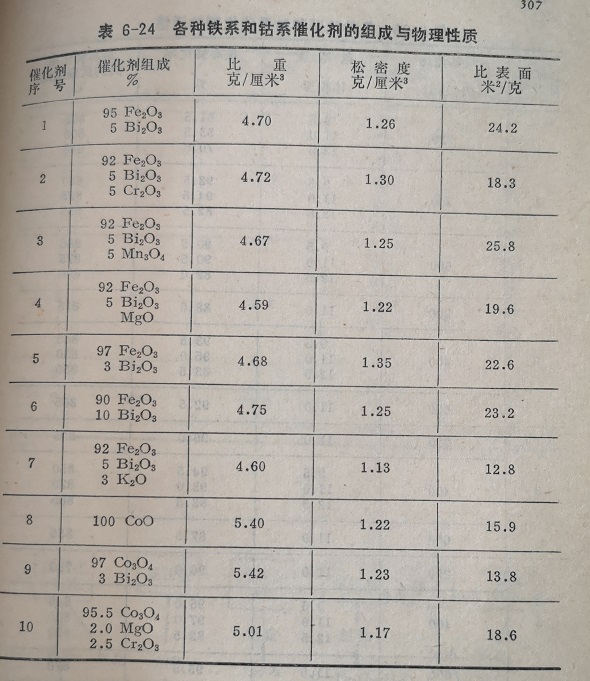 307
表 6-24 各种铁系和钴系催化剂的组成与物理性质
催化剂序号 催化剂组成 % 比重 克/厘米³ 松密度 克/厘米³ 比表面 米²/克
1 95 Fe₂O₃ 4.70 1.26 24.2
5 Bi₂O₃
2 92 Fe₂O₃ 4.72 1.30 18.3
5 Bi₂O₃
5 Cr₂O₃
3 92 Fe₂O₃ 4.67 1.25 25.8
5 Bi₂O₃
5 Mn₃O₄
4 92 Fe₂O₃ 4.59 1.22 19.6
5 Bi₂O₃
MgO
5 97 Fe₂O₃ 4.68 1.35 22.6
3 Bi₂O₃
6 90 Fe₂O₃ 4.75 1.25 23.2
10 Bi₂O₃
7 92 Fe₂O₃ 4.60 1.13 12.8
5 Bi₂O₃
3 K₂O
8 100 CoO 5.40 1.22 15.9
9 97 Co₃O₄ 5.42 1.23 13.8
3 Bi₂O₃
10 95.5 Co₃O₄ 5.01 1.17 18.6
2.0 MgO
2.5 Cr₂O₃